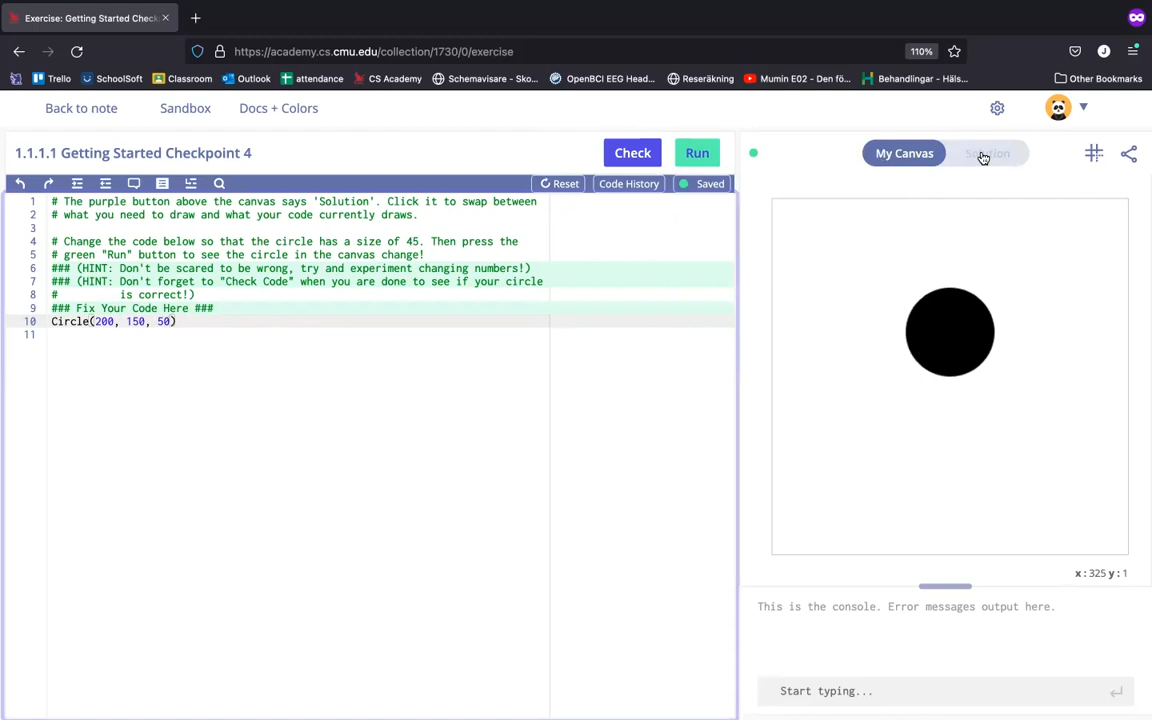 Exercise: Getting Started Check
https://academy.cs.cmu.edu/collection/1730/0/exercise
110%
J
Trello
SchoolSoft
Classroom
Outlook
attendance
CS Academy
Schemavisare - Sko...
OpenBCI EEG Head...
Reseräkning
Mumin E02 - Den fö...
Behandlingar - Häls...
Other Bookmarks
Back to note
Sandbox
Docs + Colors
1.1.1.1 Getting Started Checkpoint 4
Check
Run
My Canvas
Solution
Reset
Code History
Saved
1 # The purple button above the canvas says 'Solution'. Click it to swap between
2 # what you need to draw and what your code currently draws.
3
4 # Change the code below so that the circle has a size of 45. Then press the
5 # green "Run" button to see the circle in the canvas change!
6 ### (HINT: Don't be scared to be wrong, try and experiment changing numbers!)
7 ### (HINT: Don't forget to "Check Code" when you are done to see if your circle
8 # is correct!)
9 ### Fix Your Code Here ###
10 Circle(200, 150, 50)
11
x : 325 y : 1
This is the console. Error messages output here.
Start typing...